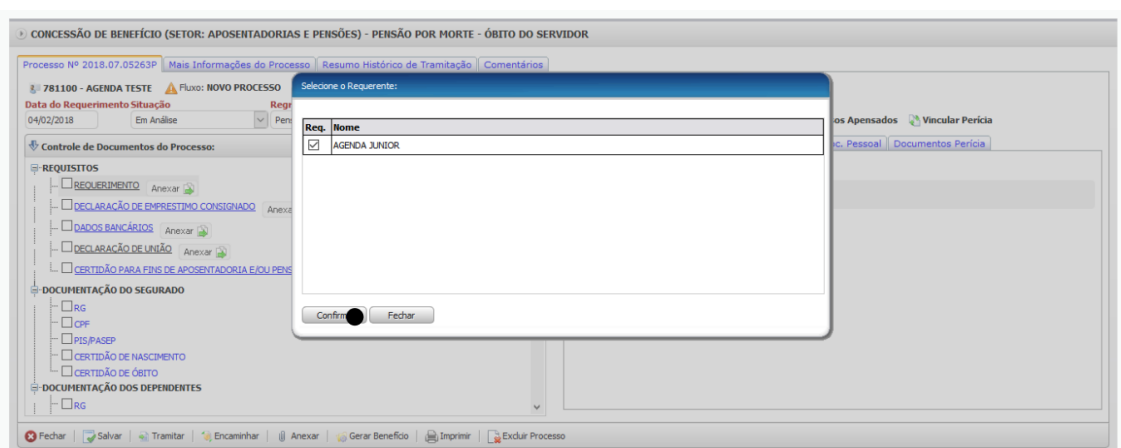 CONCESSÃO DE BENEFÍCIO (SETOR: APOSENTADORIAS E PENSÕES) - PENSÃO POR MORTE - ÓBITO DO SERVIDOR
Processo Nº 2018.07.05263P Mais Informações do Processo Resumo Histórico de Tramitação Comentários
781100 - AGENDA TESTE Fluxo: NOVO PROCESSO
Data do Requerimento Situação
04/02/2018 Em Análise
Vincular Perícia
Apensados
Controle de Documentos do Processo:
Pessoal Documentos Perícia
REQUISITOS
REQUERIMENTO Anexar
DECLARAÇÃO DE EMPRESTIMO CONSIGNADO
DADOS BANCÁRIOS Anexar
DECLARAÇÃO DE UNIÃO Anexar
CERTIDÃO PARA FINS DE APOSENTADORIA E/OU
DOCUMENTAÇÃO DO SEGURADO
RG
CPF
PIS/PASEP
CERTIDÃO DE NASCIMENTO
CERTIDÃO DE ÓBITO
DOCUMENTAÇÃO DOS DEPENDENTES
RG
Selecione o Requerente:
Req. Nome
AGENDA JUNIOR
Fechar
Fechar Salvar Tramitar Encaminhar Anexar Gerar Benefício Imprimir Excluir Processo